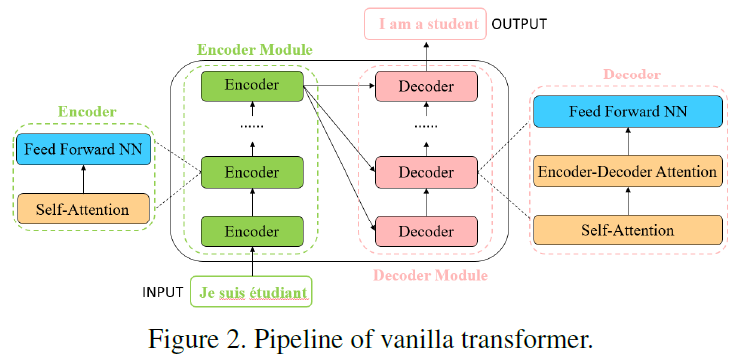 I am a student OUTPUT
Encoder Module
Decoder
Encoder
Encoder
Decoder
Feed Forward NN
Feed Forward NN
......
......
Encoder
Decoder
Encoder-Decoder Attention
Self-Attention
Encoder
Decoder
Self-Attention
Decoder Module
INPUT Je suis étudiant
Figure 2. Pipeline of vanilla transformer.